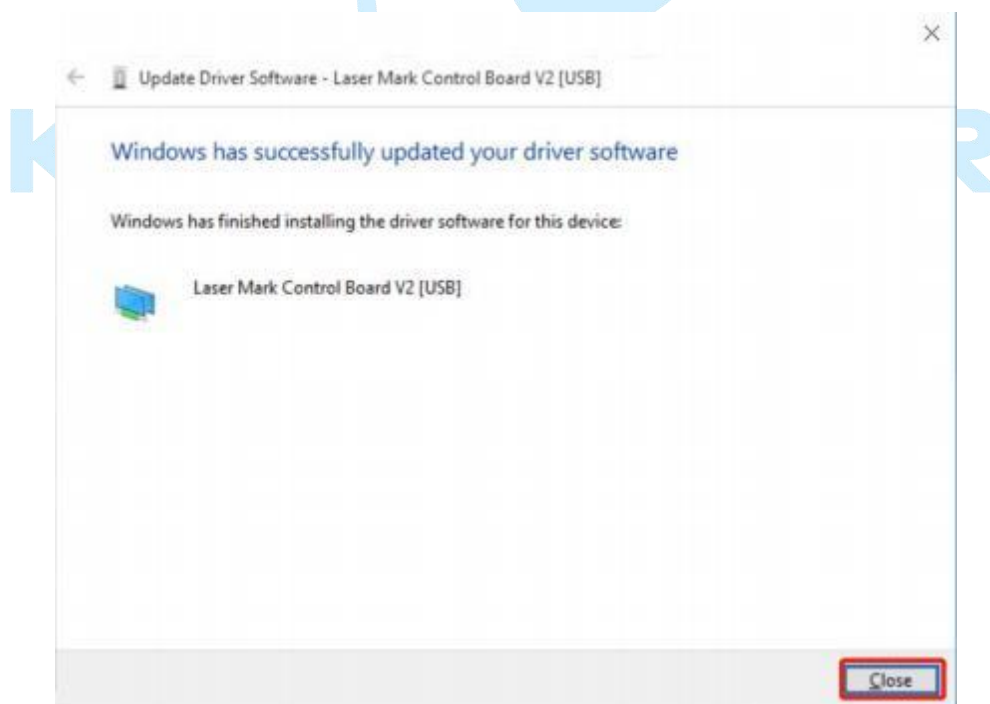 Update Driver Software - Laser Mark Control Board V2 [USB]
Windows has successfully updated your driver software
Windows has finished installing the driver software for this device:
Laser Mark Control Board V2 [USB]
Close